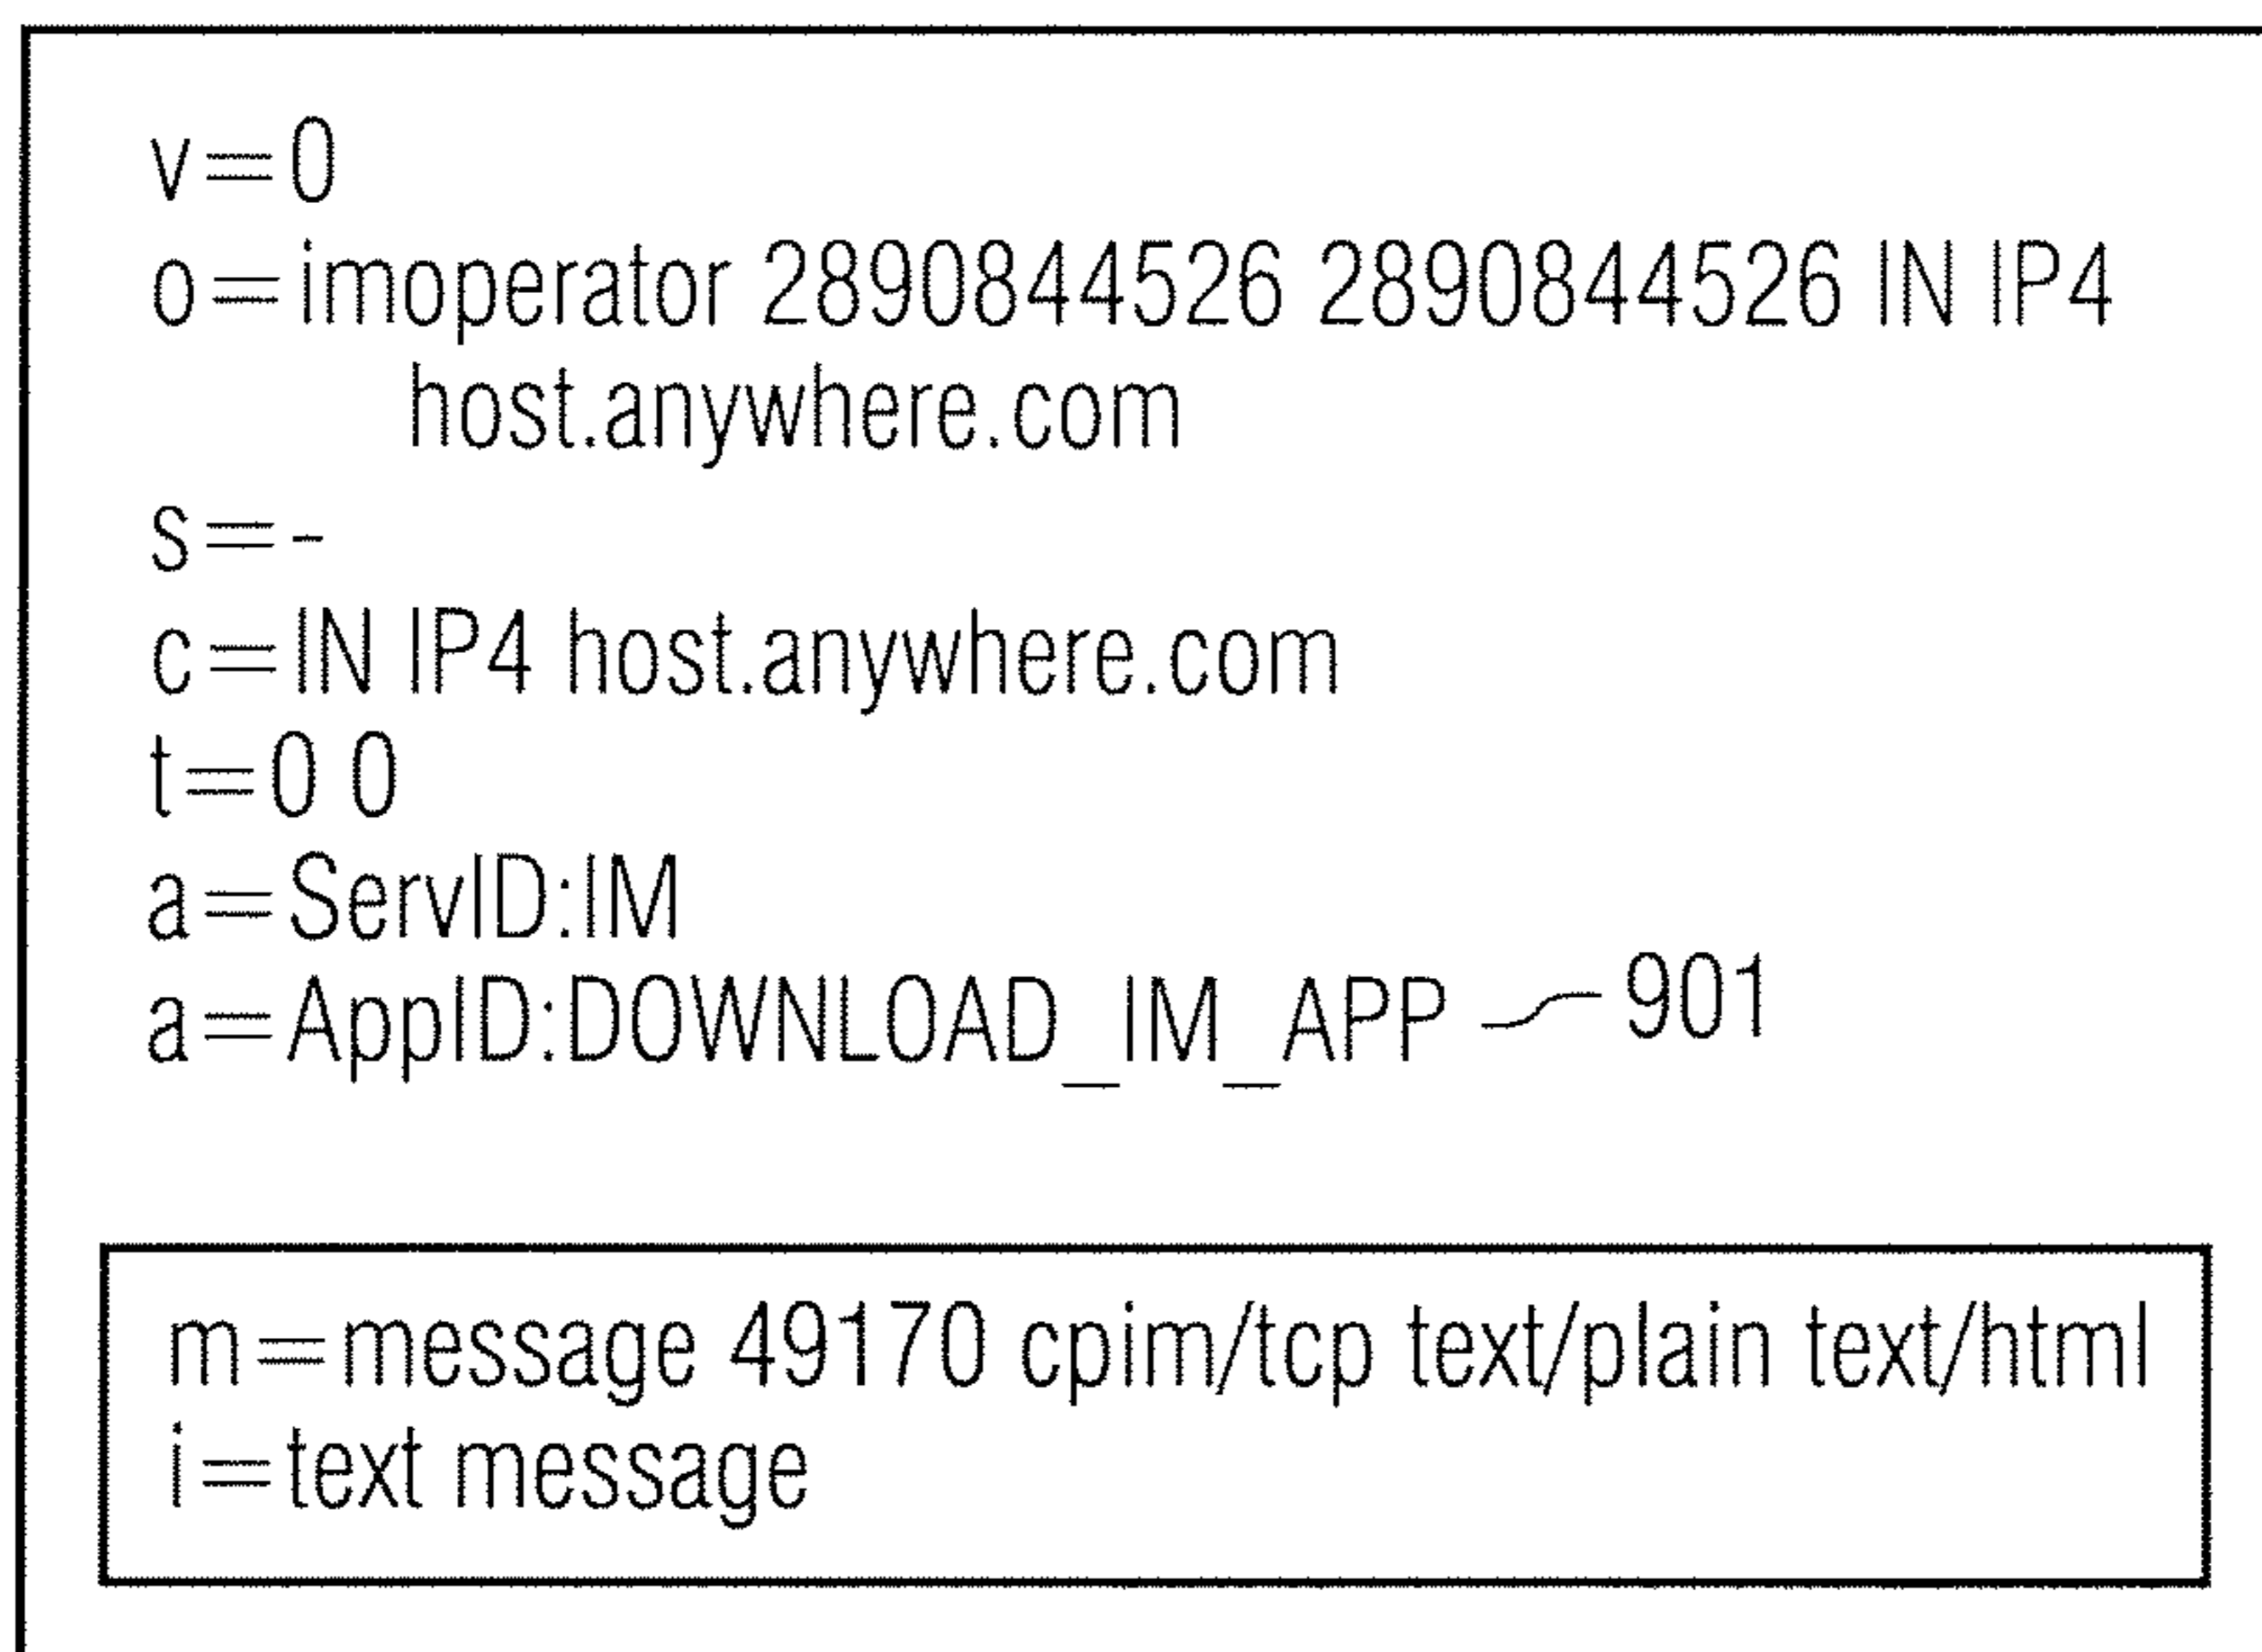 v=0
o=imoperator 2890844526 2890844526 IN IP4
host.anywhere.com
s=-
c=IN IP4 host.anywhere.com
t=0 0
a=ServID:IM
a=AppID:DOWNLOAD_IM_APP 901
m=message 49170 cpim/tcp text/plain text/html
i=text message